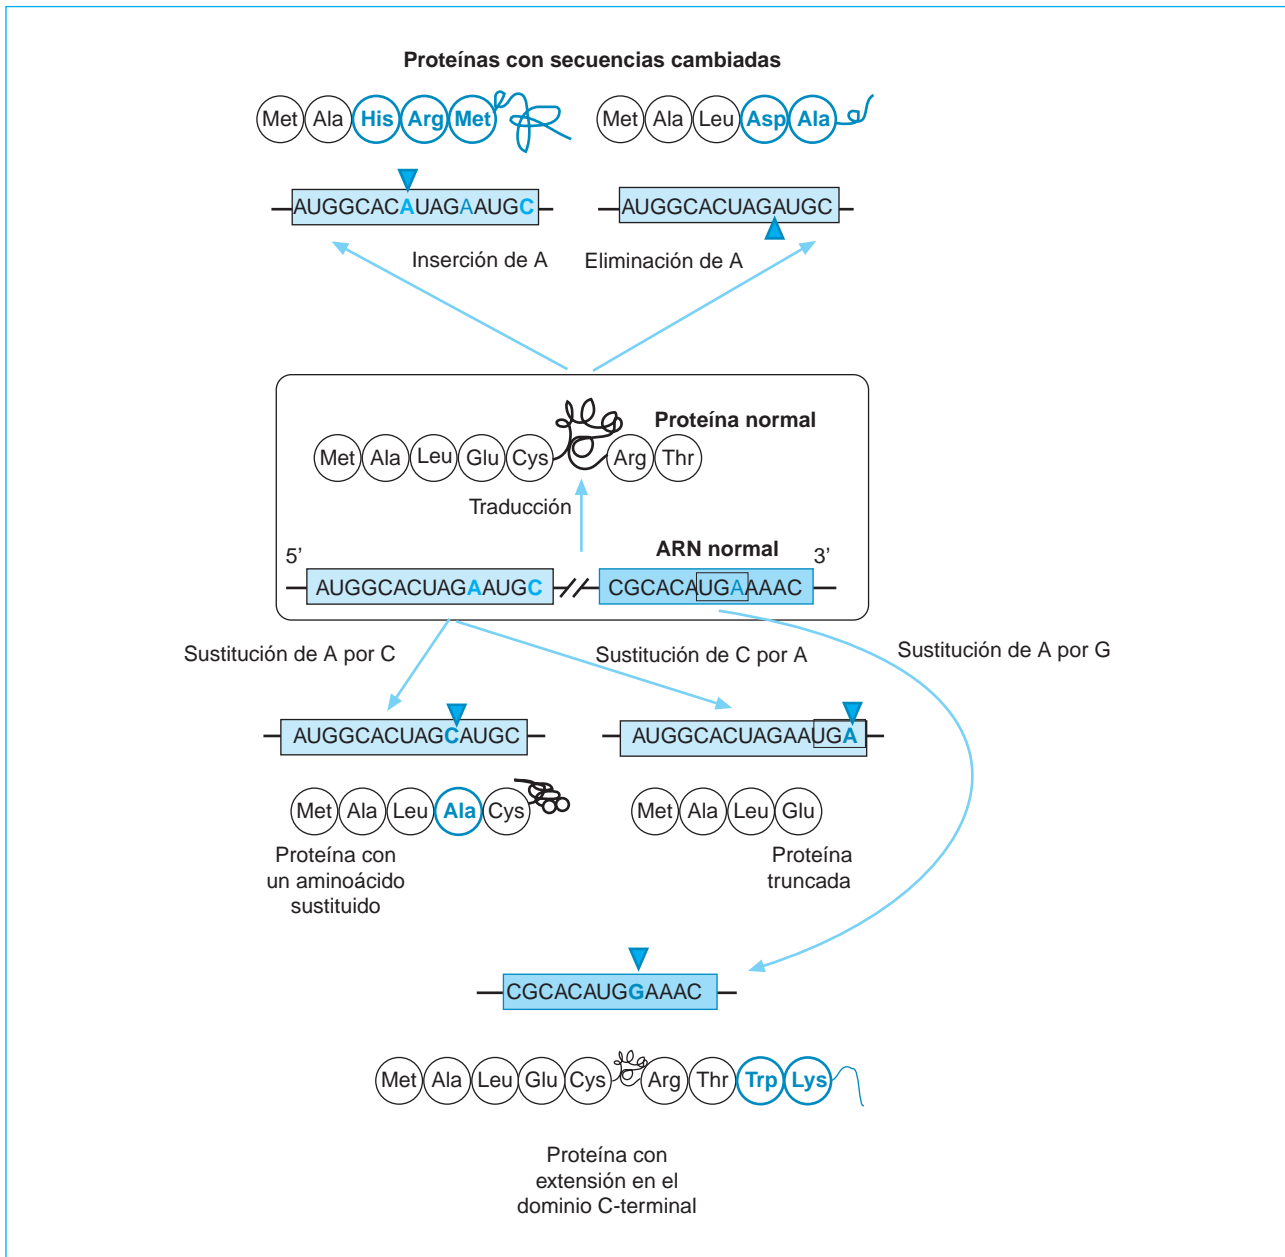 Proteínas con secuencias cambiadas
Met Ala His Arg Met
Met Ala Leu Asp Ala
AUGGCACAUAGAAUGC
AUGGCACUAGAUGC
Inserción de A
Eliminación de A
Proteína normal
Met Ala Leu Glu Cys Arg Thr
Traducción
ARN normal
5’
3’
AUGGCACUAGAAUGC
CGCACAUGAAAAC
Sustitución de A por C
Sustitución de C por A
Sustitución de A por G
AUGGCACUAGCAUGC
AUGGCACUAGAAUGA
Met Ala Leu Ala Cys
Met Ala Leu Glu
Proteína con
un aminoácido
sustituido
Proteína
truncada
CGCACAUGGAAAC
Met Ala Leu Glu Cys Arg Thr Trp Lys
Proteína con
extensión en el
dominio C-terminal